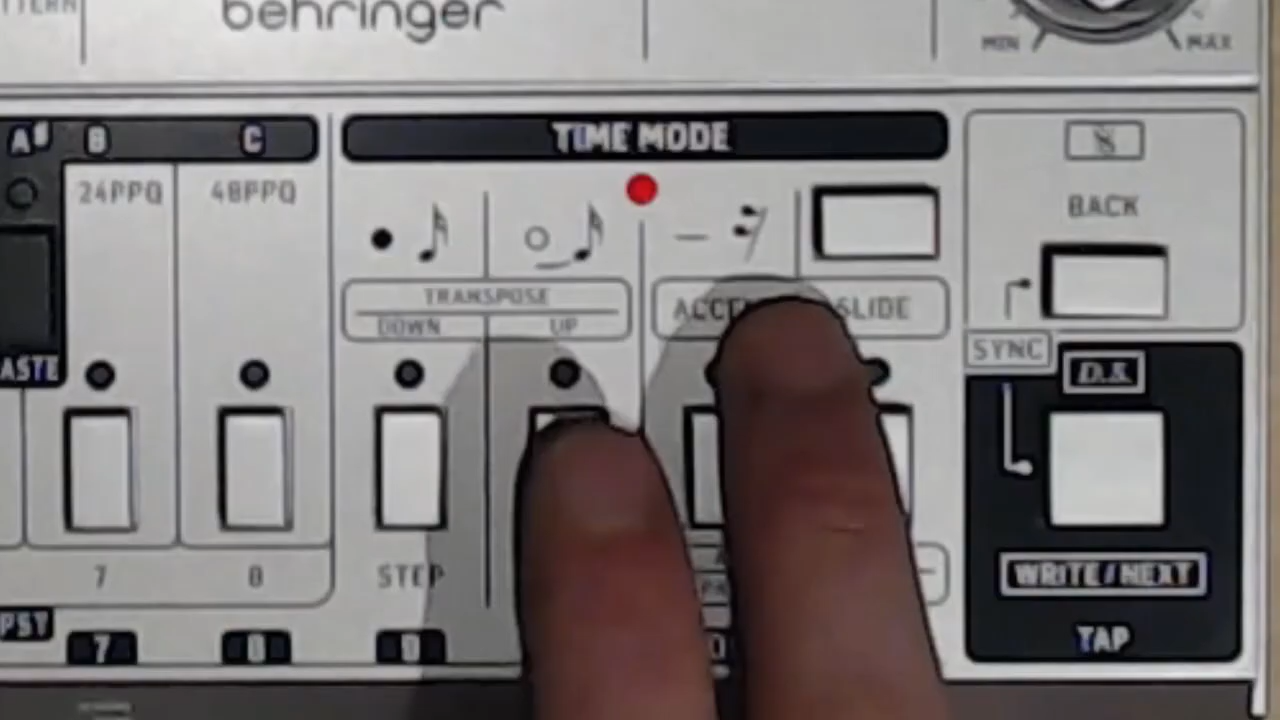 behringer
MIN MAX
A# B C
TIME MODE
24PPQ 48PPQ
BACK
TRANSPOSE
DOWN UP
SLIDE
SYNC
D.S.
7 8 STEP
WRITE/NEXT
TAP
7 8 9